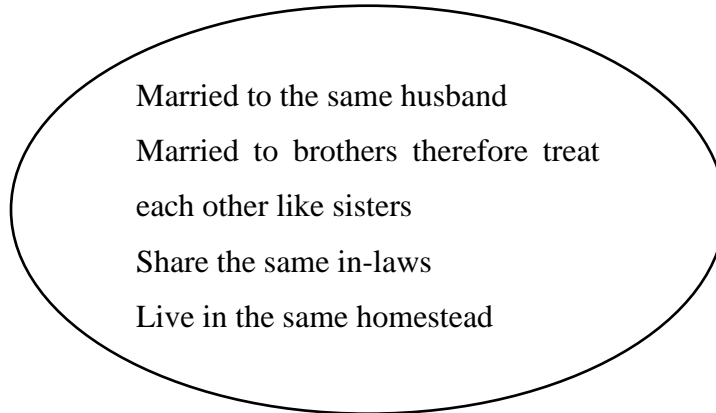 Married to the same husband
Married to brothers therefore treat
each other like sisters
Share the same in-laws
Live in the same homestead